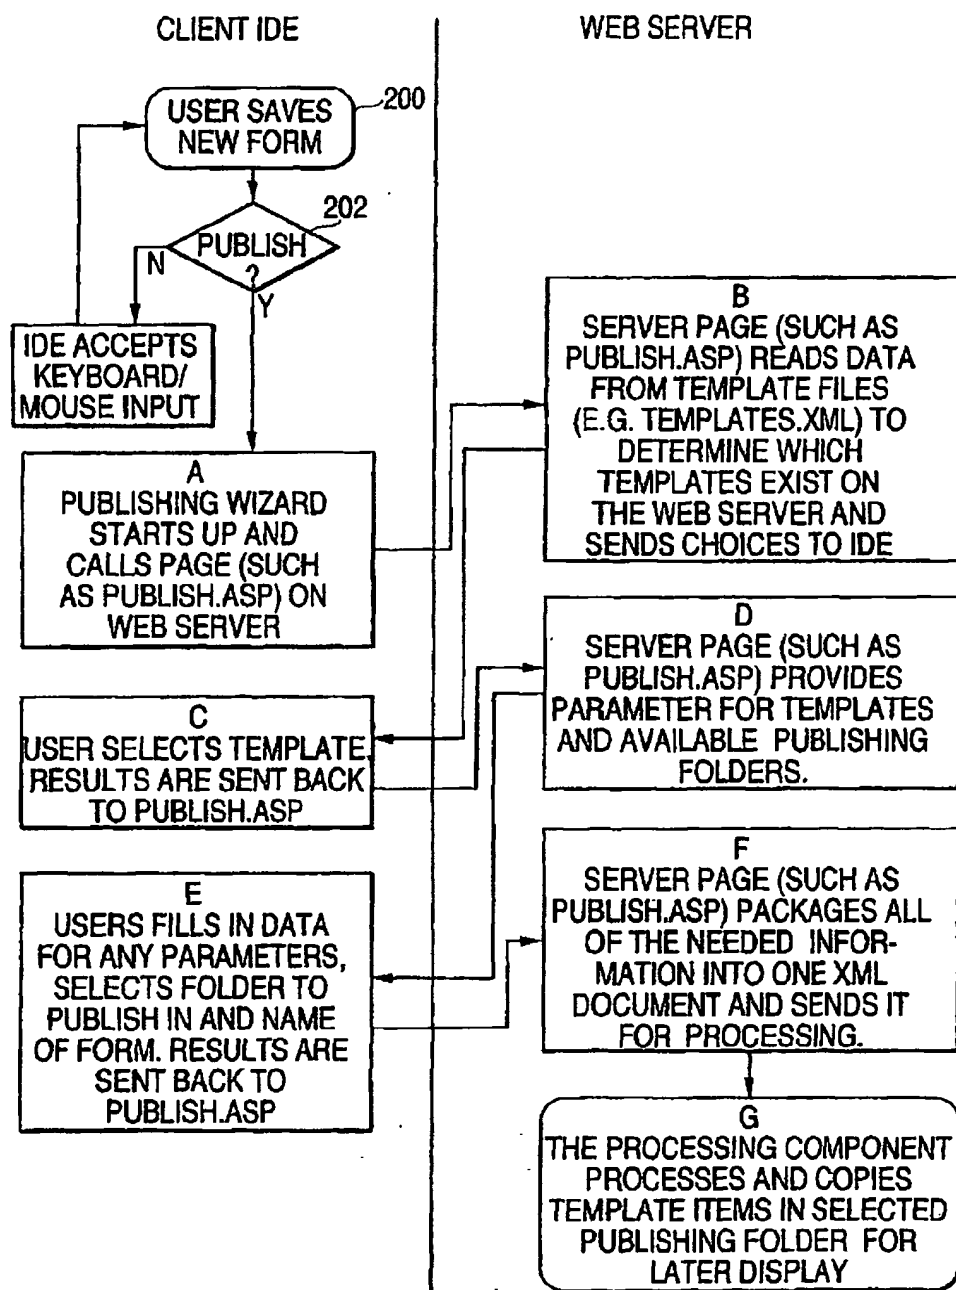 CLIENT IDE
WEB SERVER
USER SAVES
NEW FORM
200
PUBLISH
?
202
N
Y
IDE ACCEPTS
KEYBOARD/
MOUSE INPUT
A
PUBLISHING WIZARD
STARTS UP AND
CALLS PAGE (SUCH
AS PUBLISH.ASP) ON
WEB SERVER
B
SERVER PAGE (SUCH AS
PUBLISH.ASP) READS DATA
FROM TEMPLATE FILES
(E.G. TEMPLATES.XML) TO
DETERMINE WHICH
TEMPLATES EXIST ON
THE WEB SERVER AND
SENDS CHOICES TO IDE
C
USER SELECTS TEMPLATE.
RESULTS ARE SENT BACK
TO PUBLISH.ASP
D
SERVER PAGE (SUCH AS
PUBLISH.ASP) PROVIDES
PARAMETER FOR TEMPLATES
AND AVAILABLE PUBLISHING
FOLDERS.
E
USERS FILLS IN DATA
FOR ANY PARAMETERS,
SELECTS FOLDER TO
PUBLISH IN AND NAME
OF FORM. RESULTS ARE
SENT BACK TO
PUBLISH.ASP
F
SERVER PAGE (SUCH AS
PUBLISH.ASP) PACKAGES ALL
OF THE NEEDED INFOR-
MATION INTO ONE XML
DOCUMENT AND SENDS IT
FOR PROCESSING.
G
THE PROCESSING COMPONENT
PROCESSES AND COPIES
TEMPLATE ITEMS IN SELECTED
PUBLISHING FOLDER FOR
LATER DISPLAY